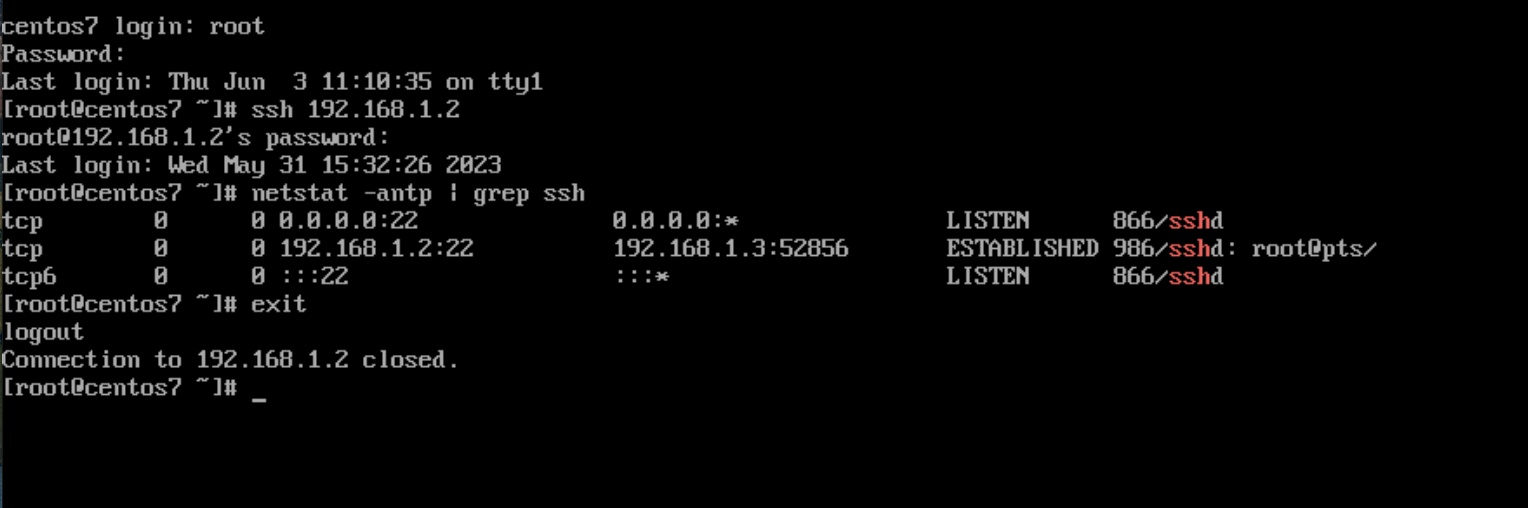 centos7 login: root
Password:
Last login: Thu Jun  3 11:10:35 on tty1
[root@centos7 ~]# ssh 192.168.1.2
root@192.168.1.2's password:
Last login: Wed May 31 15:32:26 2023
[root@centos7 ~]# netstat -antp | grep ssh
tcp        0      0 0.0.0.0:22              0.0.0.0:*               LISTEN      866/sshd
tcp        0      0 192.168.1.2:22          192.168.1.3:52856       ESTABLISHED 986/sshd: root@pts/
tcp6       0      0 :::22                   :::*                    LISTEN      866/sshd
[root@centos7 ~]# exit
logout
Connection to 192.168.1.2 closed.
[root@centos7 ~]# _